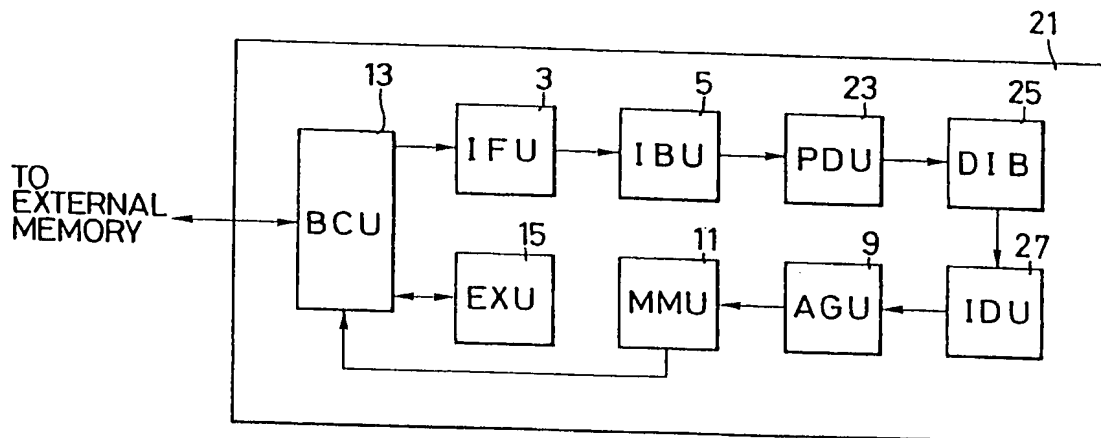 21
13
3
5
23
25
IFU
IBU
PDU
DIB
TO
EXTERNAL
MEMORY
BCU
15
11
9
27
EXU
MMU
AGU
IDU